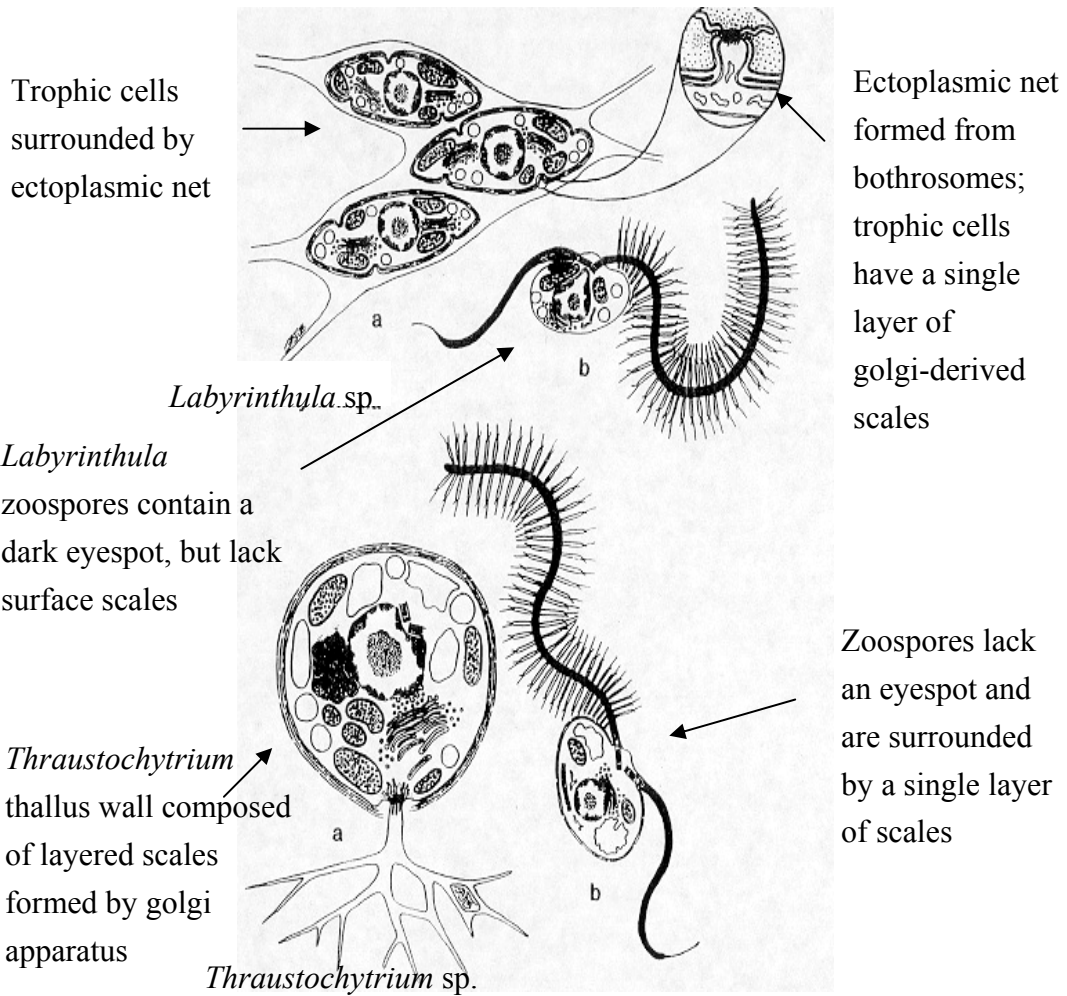 Trophic cells
surrounded by
ectoplasmic net
Ectoplasmic net
formed from
bothrosomes;
trophic cells
have a single
layer of
golgi-derived
scales
a
b
Labyrinthula sp.
Labyrinthula
zoospores contain a
dark eyespot, but lack
surface scales
Zoospores lack
an eyespot and
are surrounded
by a single layer
of scales
Thraustochytrium
thallus wall composed
of layered scales
formed by golgi
apparatus
a
b
Thraustochytrium sp.